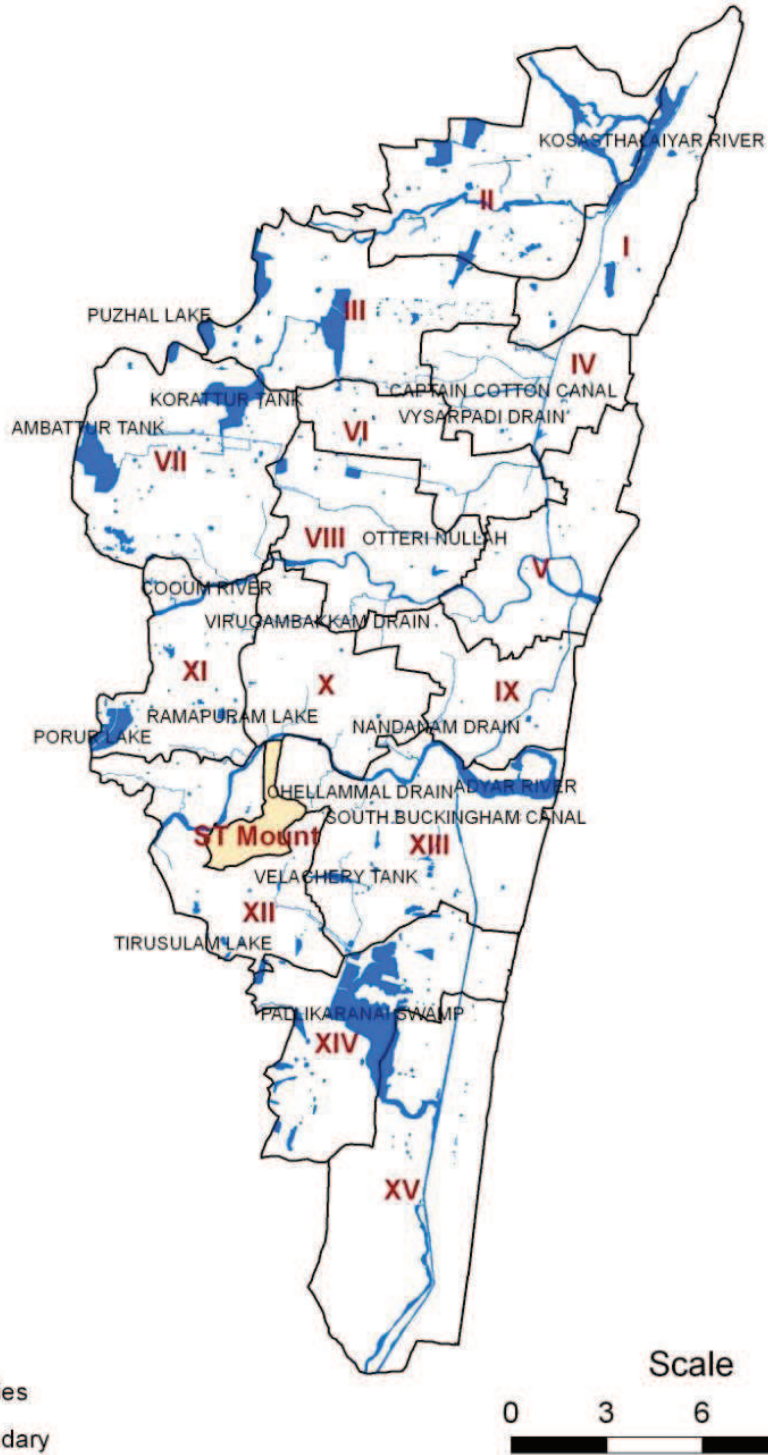 KOSASTHALAIYAR RIVER
II
I
PUZHAL LAKE
III
IV
KORATTUR TANK
CAPTAIN COTTON CANAL
AMBATTUR TANK
VYSARPADI DRAIN
VI
VII
VIII
OTTERI NULLAH
V
COOUM RIVER
VIRUGAMBAKKAM DRAIN
XI
X
IX
RAMAPURAM LAKE
NANDANAM DRAIN
PORUR LAKE
CHELLAMMAL DRAIN
ADYAR RIVER
SOUTH BUCKINGHAM CANAL
ST Mount
XIII
VELACHERY TANK
XII
TIRUSULAM LAKE
PALLIKARANAI SWAMP
XIV
XV
Scale
ies
0 3 6
dary